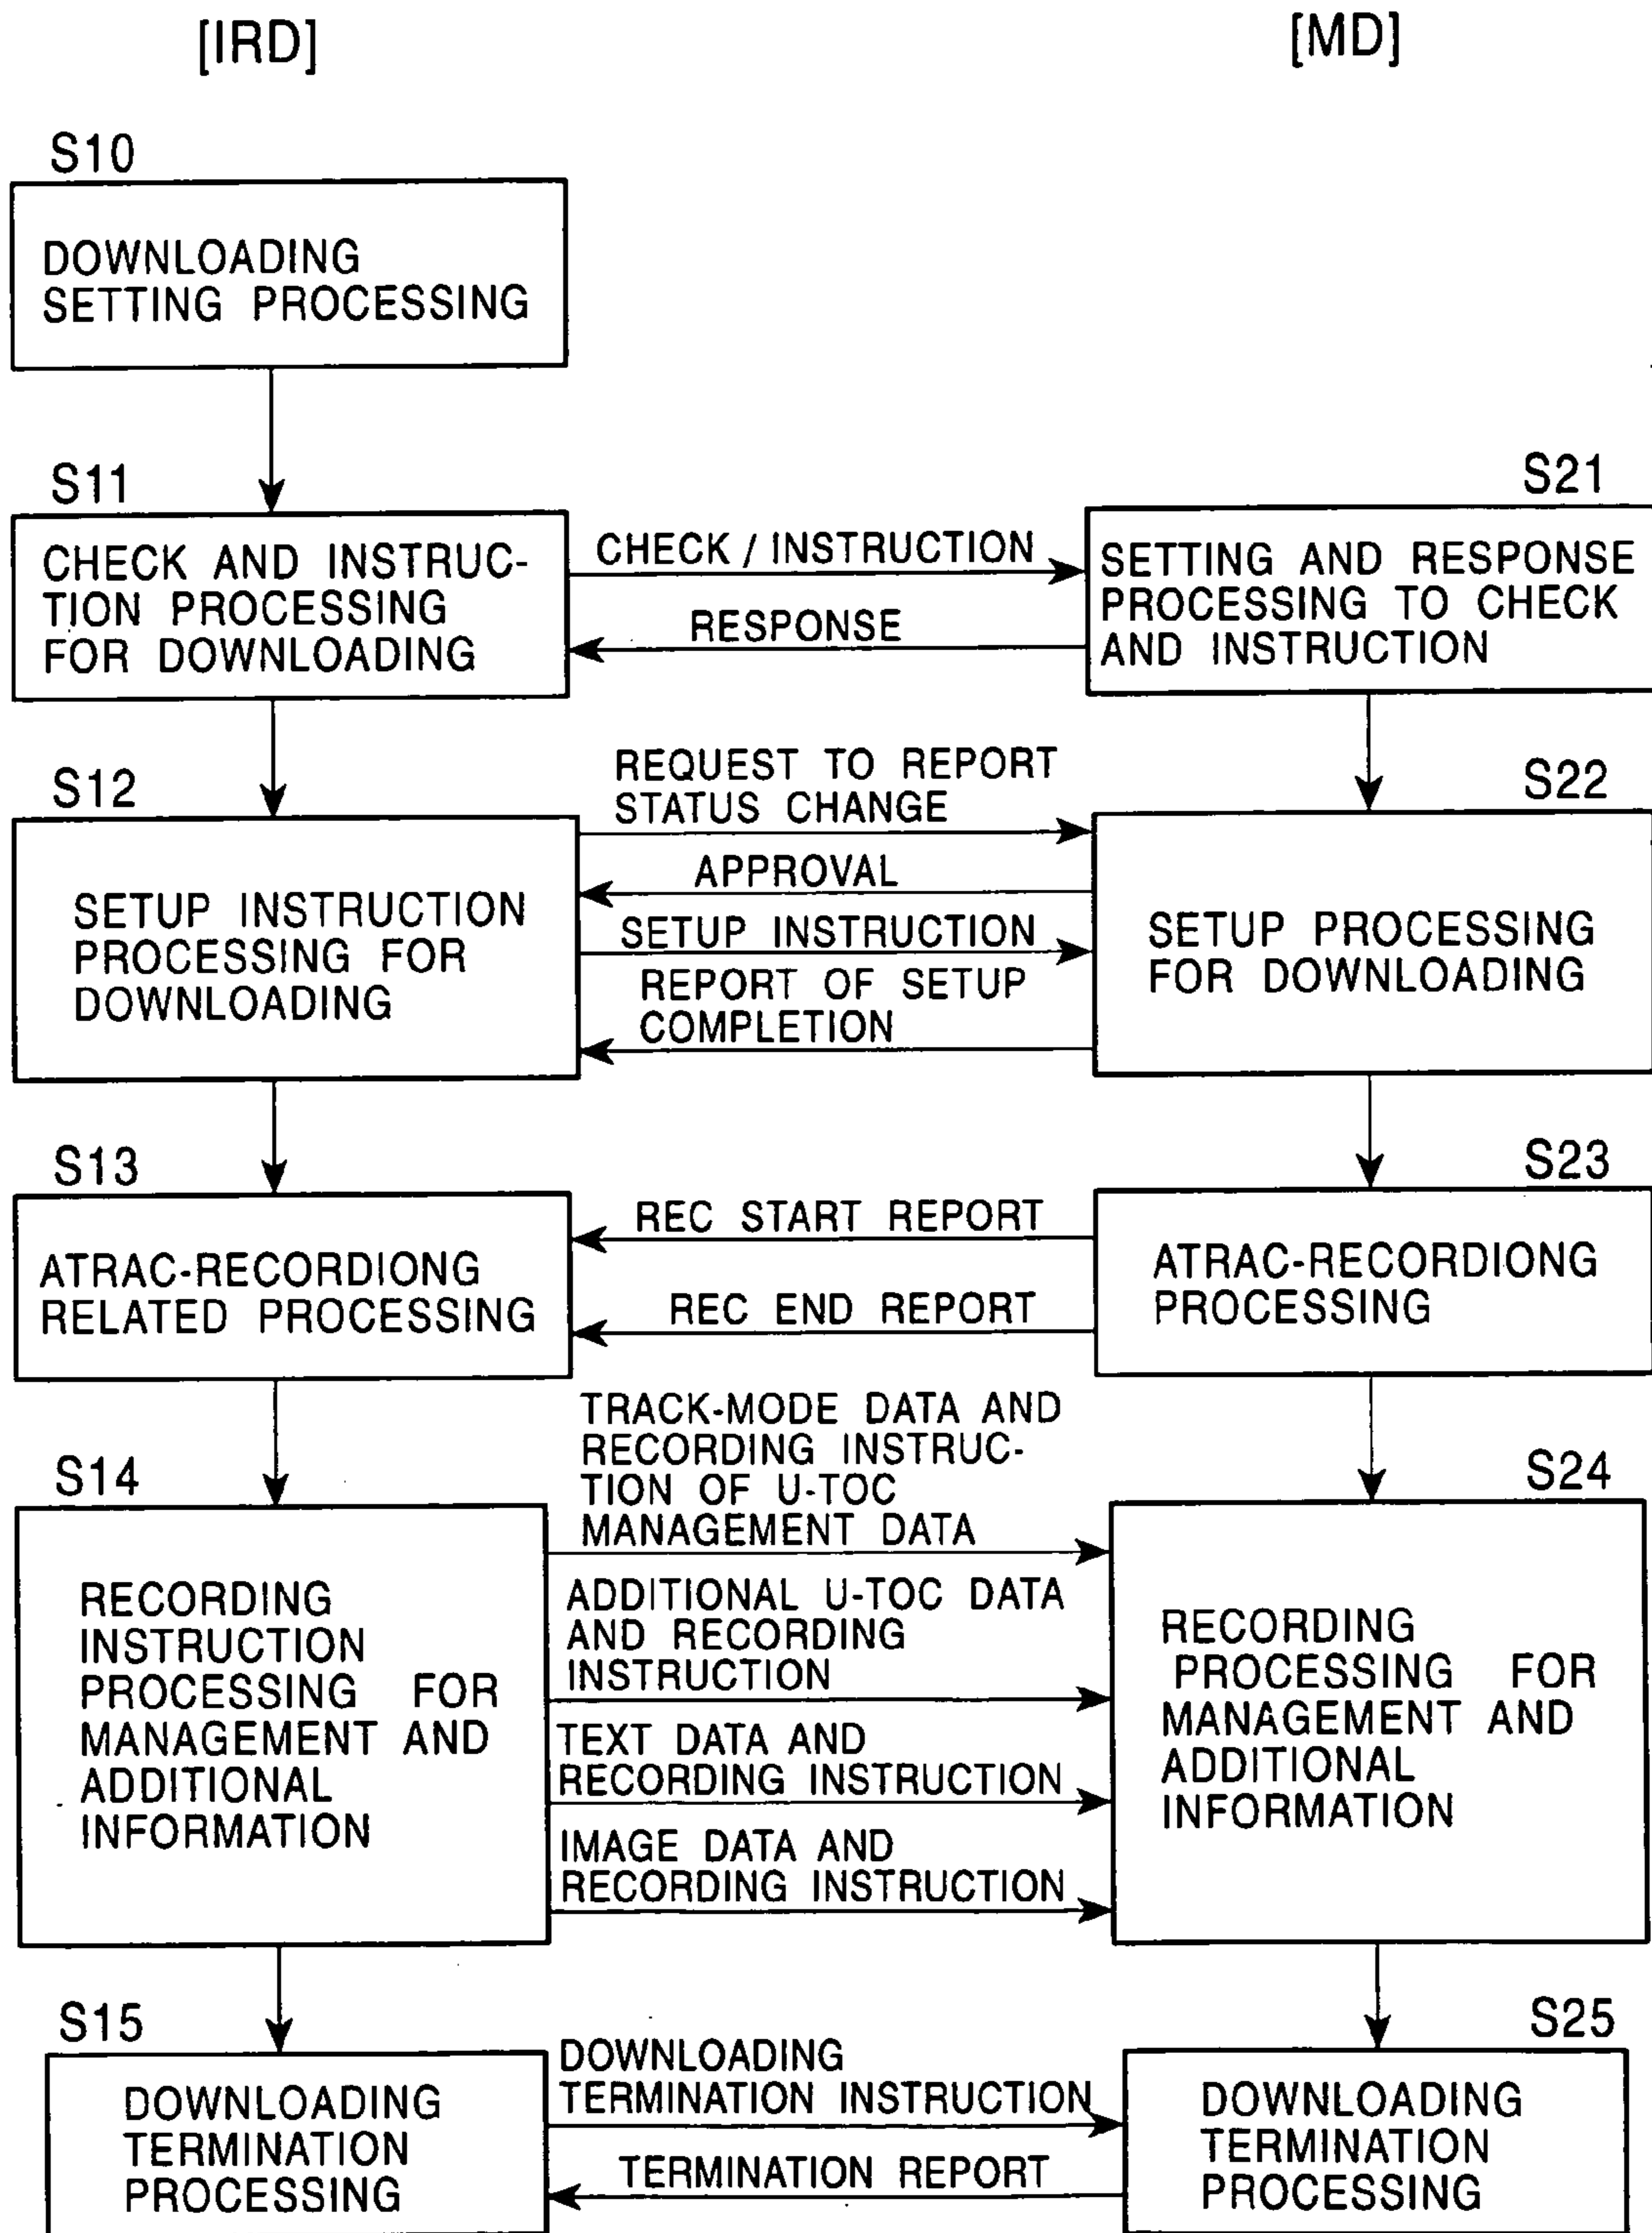 [IRD]
[MD]
S10
DOWNLOADING
SETTING PROCESSING
S11
CHECK AND INSTRUC-
TION PROCESSING
FOR DOWNLOADING
CHECK / INSTRUCTION
RESPONSE
S21
SETTING AND RESPONSE
PROCESSING TO CHECK
AND INSTRUCTION
S12
SETUP INSTRUCTION
PROCESSING FOR
DOWNLOADING
REQUEST TO REPORT
STATUS CHANGE
APPROVAL
SETUP INSTRUCTION
REPORT OF SETUP
COMPLETION
S22
SETUP PROCESSING
FOR DOWNLOADING
S13
ATRAC-RECORDIONG
RELATED PROCESSING
REC START REPORT
REC END REPORT
S23
ATRAC-RECORDIONG
PROCESSING
S14
RECORDING
INSTRUCTION
PROCESSING FOR
MANAGEMENT AND
ADDITIONAL
INFORMATION
TRACK-MODE DATA AND
RECORDING INSTRUC-
TION OF U-TOC
MANAGEMENT DATA
ADDITIONAL U-TOC DATA
AND RECORDING
INSTRUCTION
TEXT DATA AND
RECORDING INSTRUCTION
IMAGE DATA AND
RECORDING INSTRUCTION
S24
RECORDING
PROCESSING FOR
MANAGEMENT AND
ADDITIONAL
INFORMATION
S15
DOWNLOADING
TERMINATION
PROCESSING
DOWNLOADING
TERMINATION INSTRUCTION
TERMINATION REPORT
S25
DOWNLOADING
TERMINATION
PROCESSING